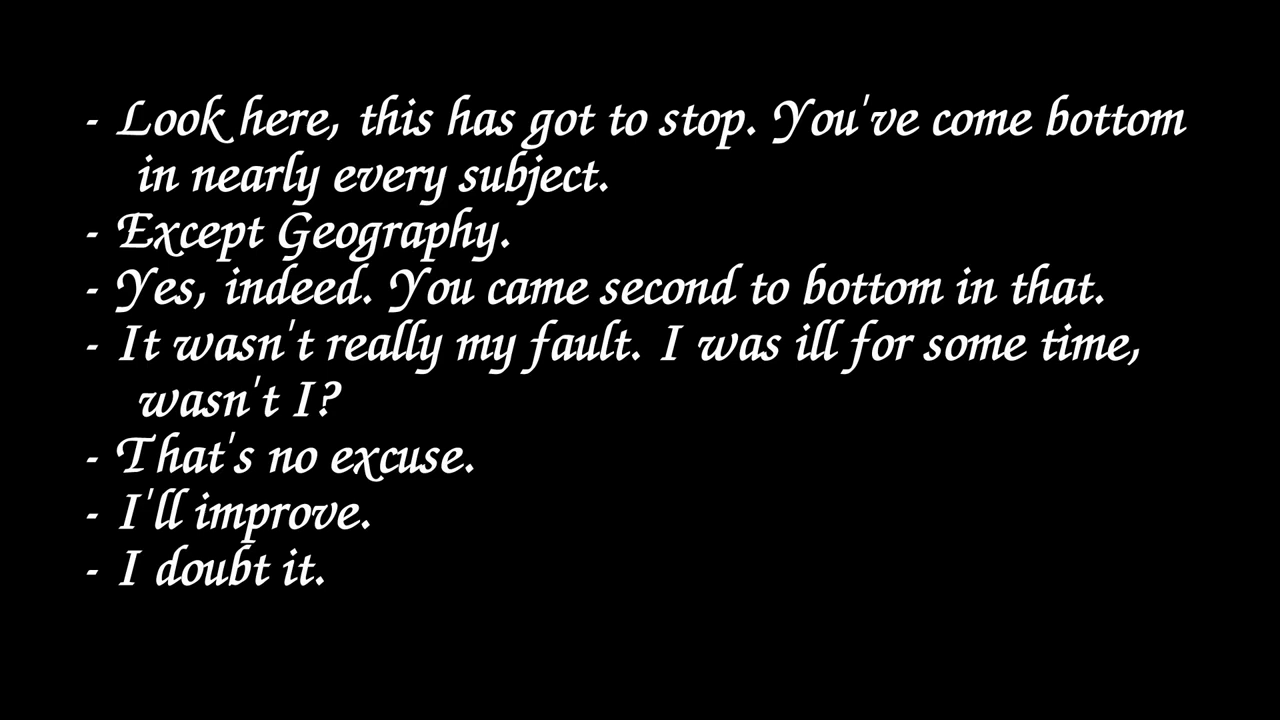 - Look here, this has got to stop. You've come bottom
in nearly every subject.
- Except Geography.
- Yes, indeed. You came second to bottom in that.
- It wasn't really my fault. I was ill for some time,
wasn't I?
- That's no excuse.
- I'll improve.
- I doubt it.